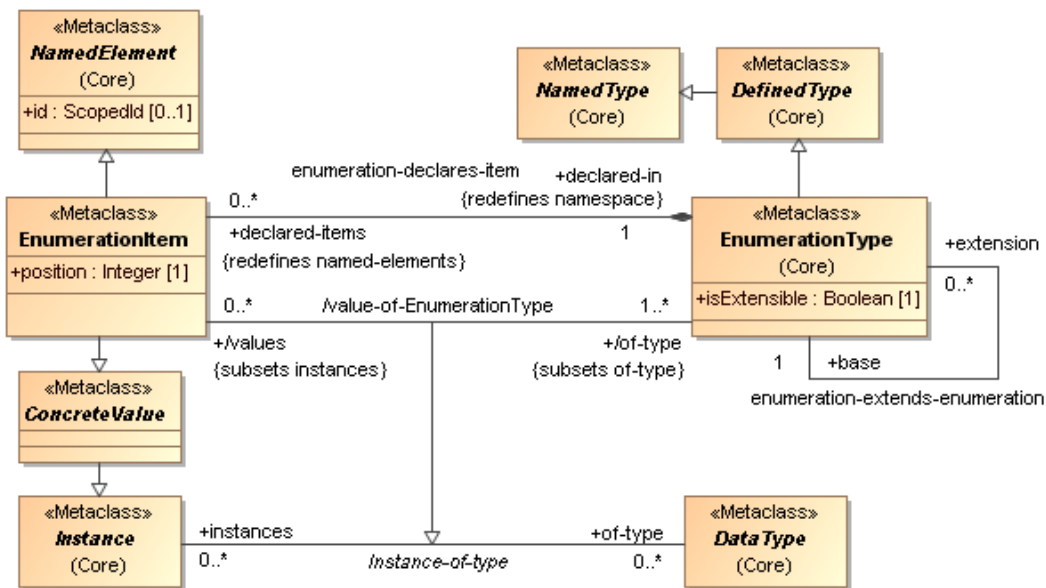 «Metaclass»
NamedElement
(Core)
+id : ScopedId [0..1]
«Metaclass»
NamedType
(Core)
«Metaclass»
DefinedType
(Core)
enumeration-declares-item
+declared-in
0..*
{redefines namespace}
«Metaclass»
EnumerationItem
+position : Integer [1]
+declared-items
1
{redefines named-elements}
«Metaclass»
EnumerationType
(Core)
+isExtensible : Boolean [1]
+extension
0..*
0..*
/value-of-EnumerationType
1..*
+/values
{subsets instances}
+/of-type
{subsets of-type}
1
+base
enumeration-extends-enumeration
«Metaclass»
ConcreteValue
«Metaclass»
Instance
(Core)
+instances
0..*
Instance-of-type
+of-type
0..*
«Metaclass»
DataType
(Core)